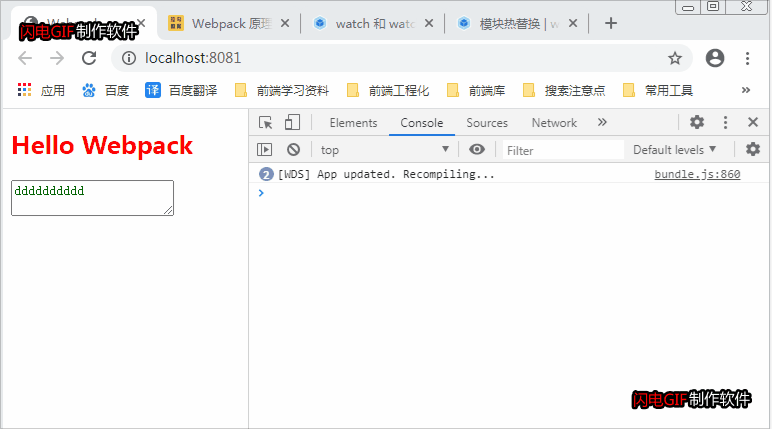 Webpack
闪电GIF制作软件
Webpack 原理
watch 和 watc
模块热替换 | w
localhost:8081
应用
百度
译 百度翻译
前端学习资料
前端工程化
前端库
搜索注意点
常用工具
»
Hello Webpack
dddddddddd
Elements Console Sources Network »
top Filter Default levels
2 [WDS] App updated. Recompiling... bundle.js:860
闪电GIF制作软件